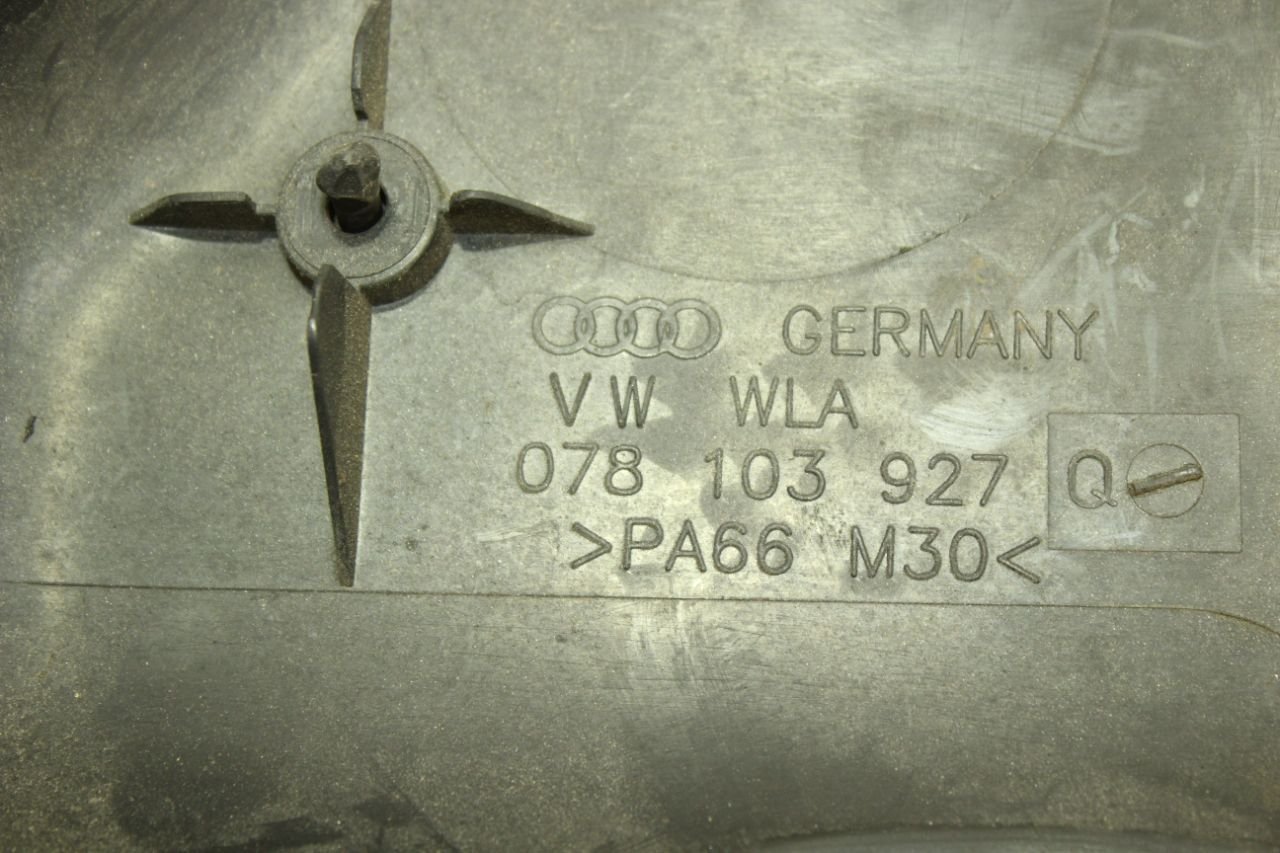 GERMANY
VW WLA
078 103 927 Q
>PA66 M30<